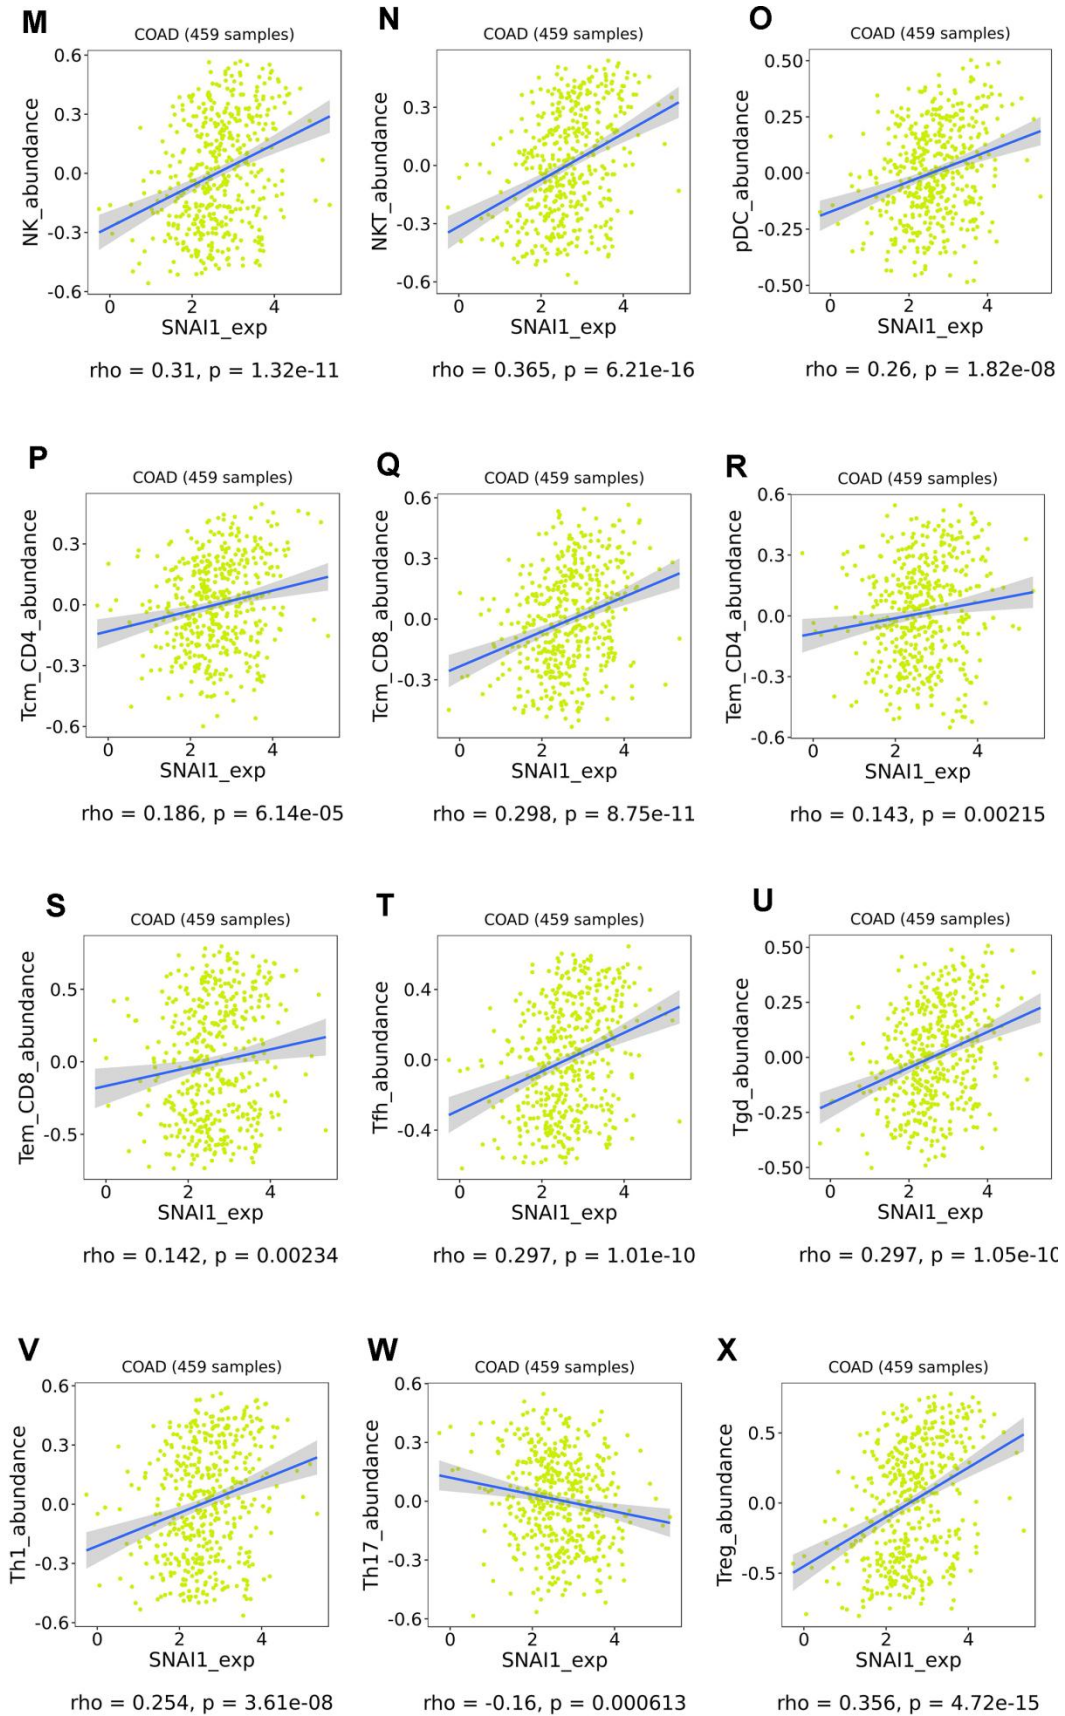 M
COAD (459 samples)
NK_abundance
0.6
0.3
0.0
-0.3
-0.6
0 2 4
SNAI1_exp
rho = 0.31, p = 1.32e-11
N
COAD (459 samples)
NKT_abundance
0.3
0.0
-0.3
-0.6
0 2 4
SNAI1_exp
rho = 0.365, p = 6.21e-16
O
COAD (459 samples)
pDC_abundance
0.50
0.25
0.00
-0.25
-0.50
0 2 4
SNAI1_exp
rho = 0.26, p = 1.82e-08
P
COAD (459 samples)
Tcm_CD4_abundance
0.3
0.0
-0.3
-0.6
0 2 4
SNAI1_exp
rho = 0.186, p = 6.14e-05
Q
COAD (459 samples)
Tcm_CD8_abundance
0.6
0.3
0.0
-0.3
0 2 4
SNAI1_exp
rho = 0.298, p = 8.75e-11
R
COAD (459 samples)
Tem_CD4_abundance
0.6
0.3
0.0
-0.3
-0.6
0 2 4
SNAI1_exp
rho = 0.143, p = 0.00215
S
COAD (459 samples)
Tem_CD8_abundance
0.5
0.0
-0.5
0 2 4
SNAI1_exp
rho = 0.142, p = 0.00234
T
COAD (459 samples)
Tfh_abundance
0.4
0.0
-0.4
0 2 4
SNAI1_exp
rho = 0.297, p = 1.01e-10
U
COAD (459 samples)
Tgd_abundance
0.50
0.25
0.00
-0.25
-0.50
0 2 4
SNAI1_exp
rho = 0.297, p = 1.05e-10
V
COAD (459 samples)
Th1_abundance
0.6
0.3
0.0
-0.3
-0.6
0 2 4
SNAI1_exp
rho = 0.254, p = 3.61e-08
W
COAD (459 samples)
Th17_abundance
0.6
0.3
0.0
-0.3
-0.6
0 2 4
SNAI1_exp
rho = -0.16, p = 0.000613
X
COAD (459 samples)
Treg_abundance
0.5
0.0
-0.5
0 2 4
SNAI1_exp
rho = 0.356, p = 4.72e-15